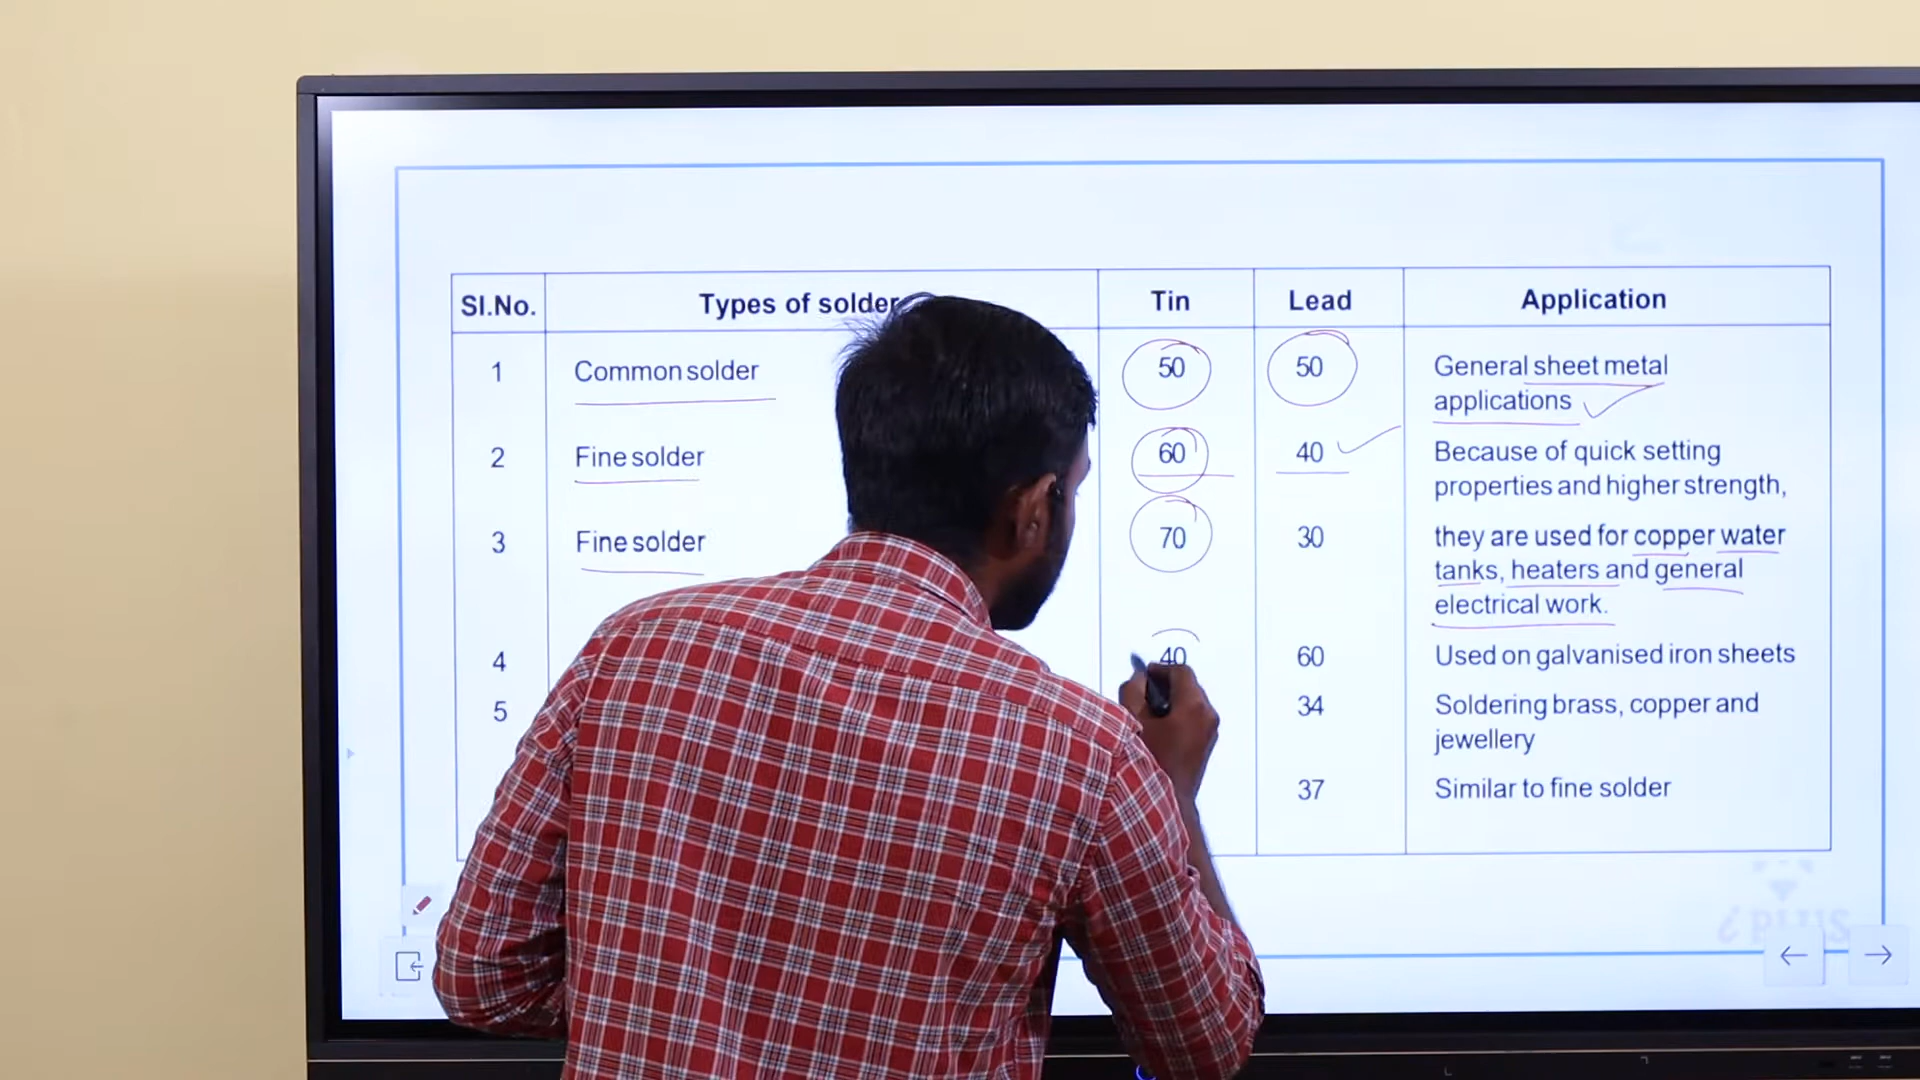 Sl.No. Types of solder Tin Lead Application
1 Common solder 50 50 General sheet metal
applications
2 Fine solder 60 40 Because of quick setting
properties and higher strength,
3 Fine solder 70 30 they are used for copper water
tanks, heaters and general
electrical work.
4 40 60 Used on galvanised iron sheets
5 34 Soldering brass, copper and
jewellery
37 Similar to fine solder
PLUS